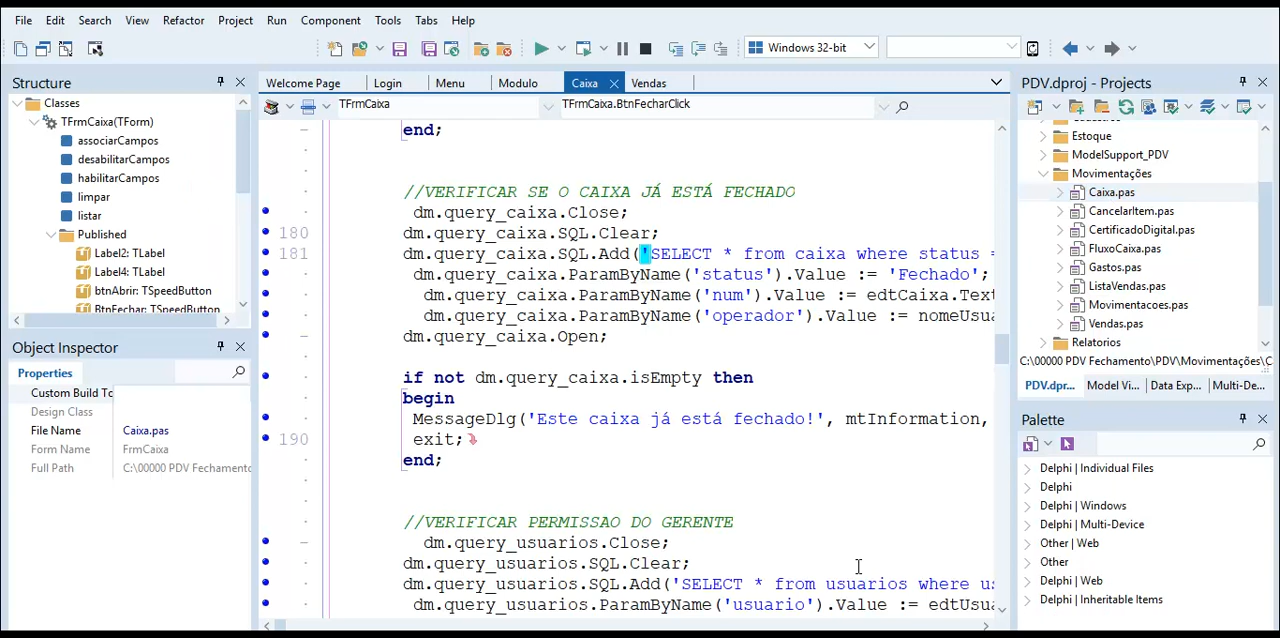 File Edit Search View Refactor Project Run Component Tools Tabs Help
Windows 32-bit
Structure
Classes
TFrmCaixa(TForm)
associarCampos
desabilitarCampos
habilitarCampos
limpar
listar
Published
Label2: TLabel
Label4: TLabel
btnAbrir: TSpeedButton
BtnFechar: TSpeedButton
Object Inspector
Properties
Custom Build To
Design Class
File Name Caixa.pas
Form Name FrmCaixa
Full Path C:\00000 PDV Fechamento
Welcome Page Login Menu Modulo Caixa Vendas
TFrmCaixa TFrmCaixa.BtnFecharClick
end;
//VERIFICAR SE O CAIXA JÁ ESTÁ FECHADO
dm.query_caixa.Close;
180 dm.query_caixa.SQL.Clear;
181 dm.query_caixa.SQL.Add('SELECT * from caixa where status =
dm.query_caixa.ParamByName('status').Value := 'Fechado';
dm.query_caixa.ParamByName('num').Value := edtCaixa.Text
dm.query_caixa.ParamByName('operador').Value := nomeUsua
dm.query_caixa.Open;
if not dm.query_caixa.isEmpty then
begin
MessageDlg('Este caixa já está fechado!', mtInformation,
190 exit;
end;
//VERIFICAR PERMISSAO DO GERENTE
dm.query_usuarios.Close;
dm.query_usuarios.SQL.Clear;
dm.query_usuarios.SQL.Add('SELECT * from usuarios where us
dm.query_usuarios.ParamByName('usuario').Value := edtUsua
PDV.dproj - Projects
Estoque
ModelSupport_PDV
Movimentações
Caixa.pas
CancelarItem.pas
CertificadoDigital.pas
FluxoCaixa.pas
Gastos.pas
ListaVendas.pas
Movimentacoes.pas
Vendas.pas
Relatorios
C:\00000 PDV Fechamento\PDV\Movimentações\C
PDV.dpr... Model Vi... Data Exp... Multi-De...
Palette
Delphi | Individual Files
Delphi
Delphi | Windows
Delphi | Multi-Device
Other | Web
Other
Delphi | Web
Delphi | Inheritable Items